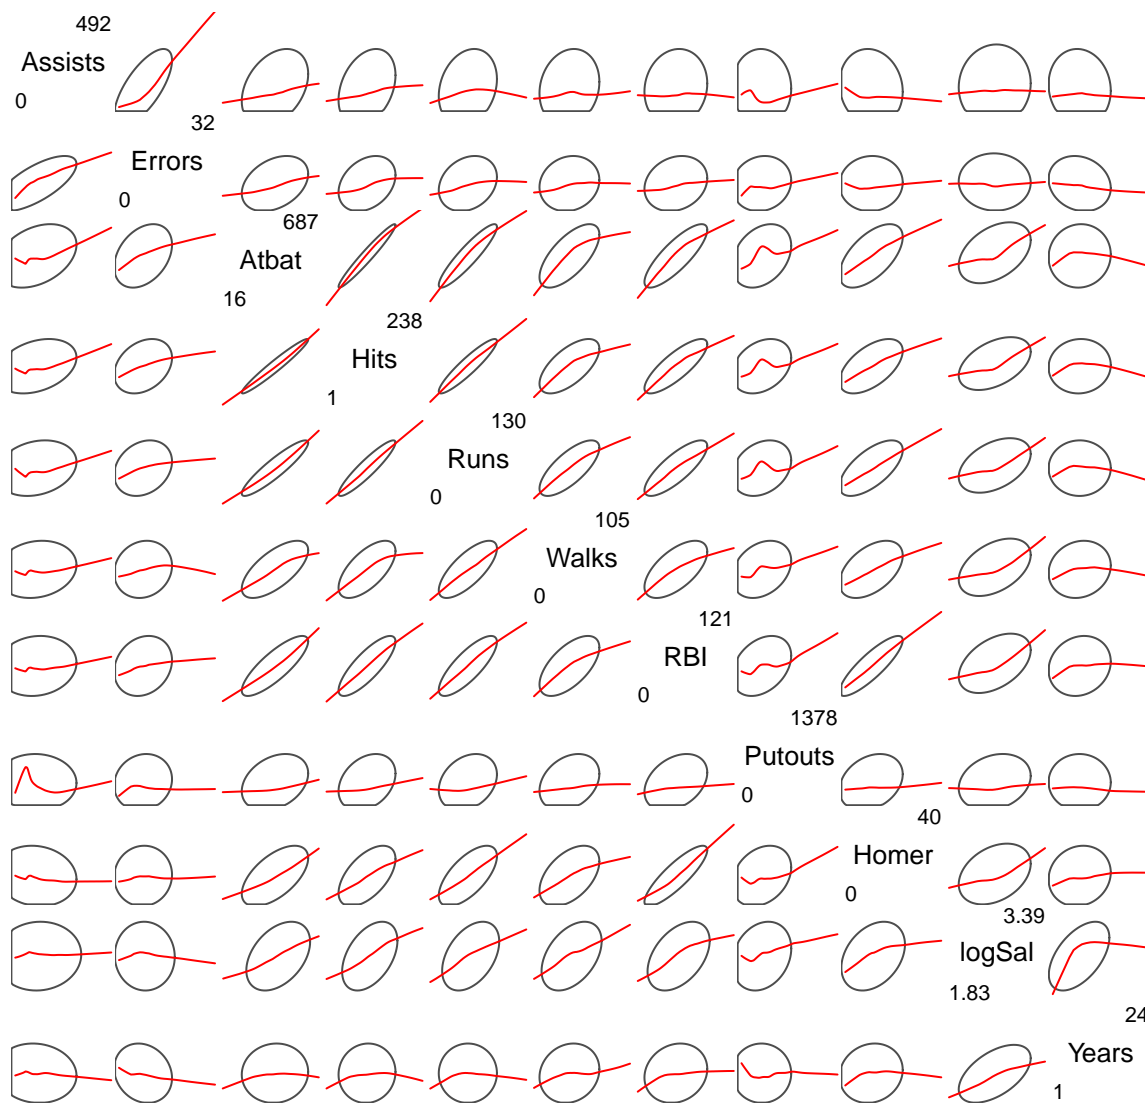 492
Assists
0
32
Errors
0
687
Atbat
16
238
Hits
1
130
Runs
0
105
Walks
0
121
RBI
0
1378
Putouts
0
40
Homer
0
3.39
logSal
1.83
24
Years
1